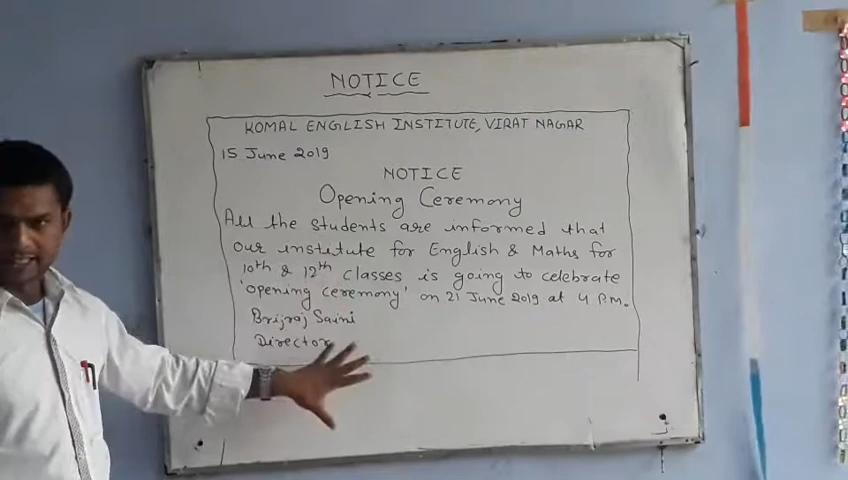 NOTICE
KOMAL ENGLISH INSTITUTE, VIRAT NAGAR
15 June 2019
NOTICE
Opening Ceremony
All the students are informed that
our institute for English & Maths for
10th & 12th classes is going to celebrate
'opening ceremony' on 21 June 2019 at 4 P.M.
Brijraj Saini
Director